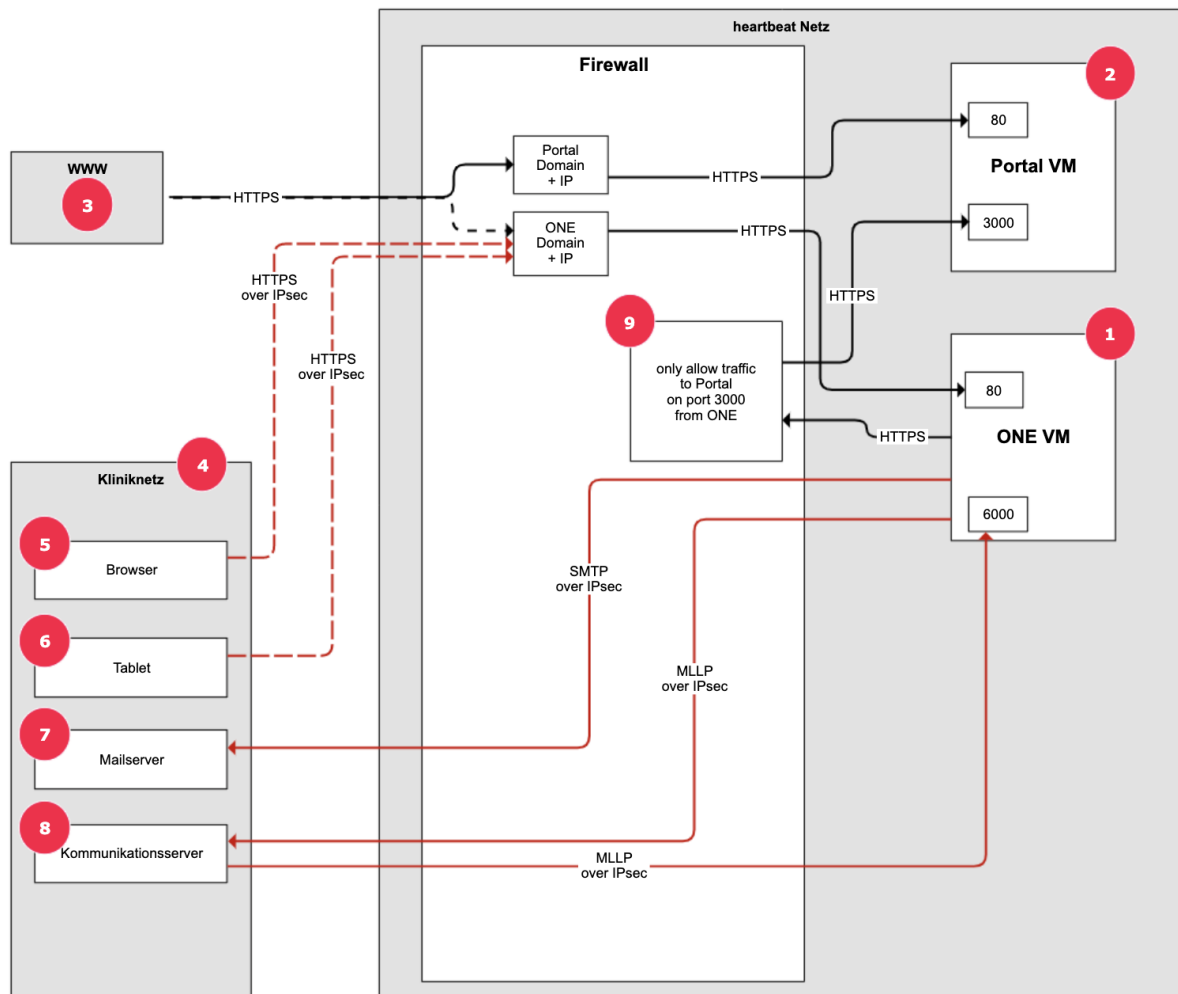 heartbeat Netz
Firewall
2
80
Portal
Domain
+ IP
WWW
3
HTTPS
HTTPS
Portal VM
ONE
Domain
+ IP
HTTPS
3000
HTTPS
over IPsec
HTTPS
9
1
HTTPS
over IPsec
only allow traffic
to Portal
on port 3000
from ONE
80
HTTPS
ONE VM
4
Kliniknetz
6000
5
Browser
SMTP
over IPsec
6
Tablet
MLLP
over IPsec
7
Mailserver
8
Kommunikationsserver
MLLP
over IPsec